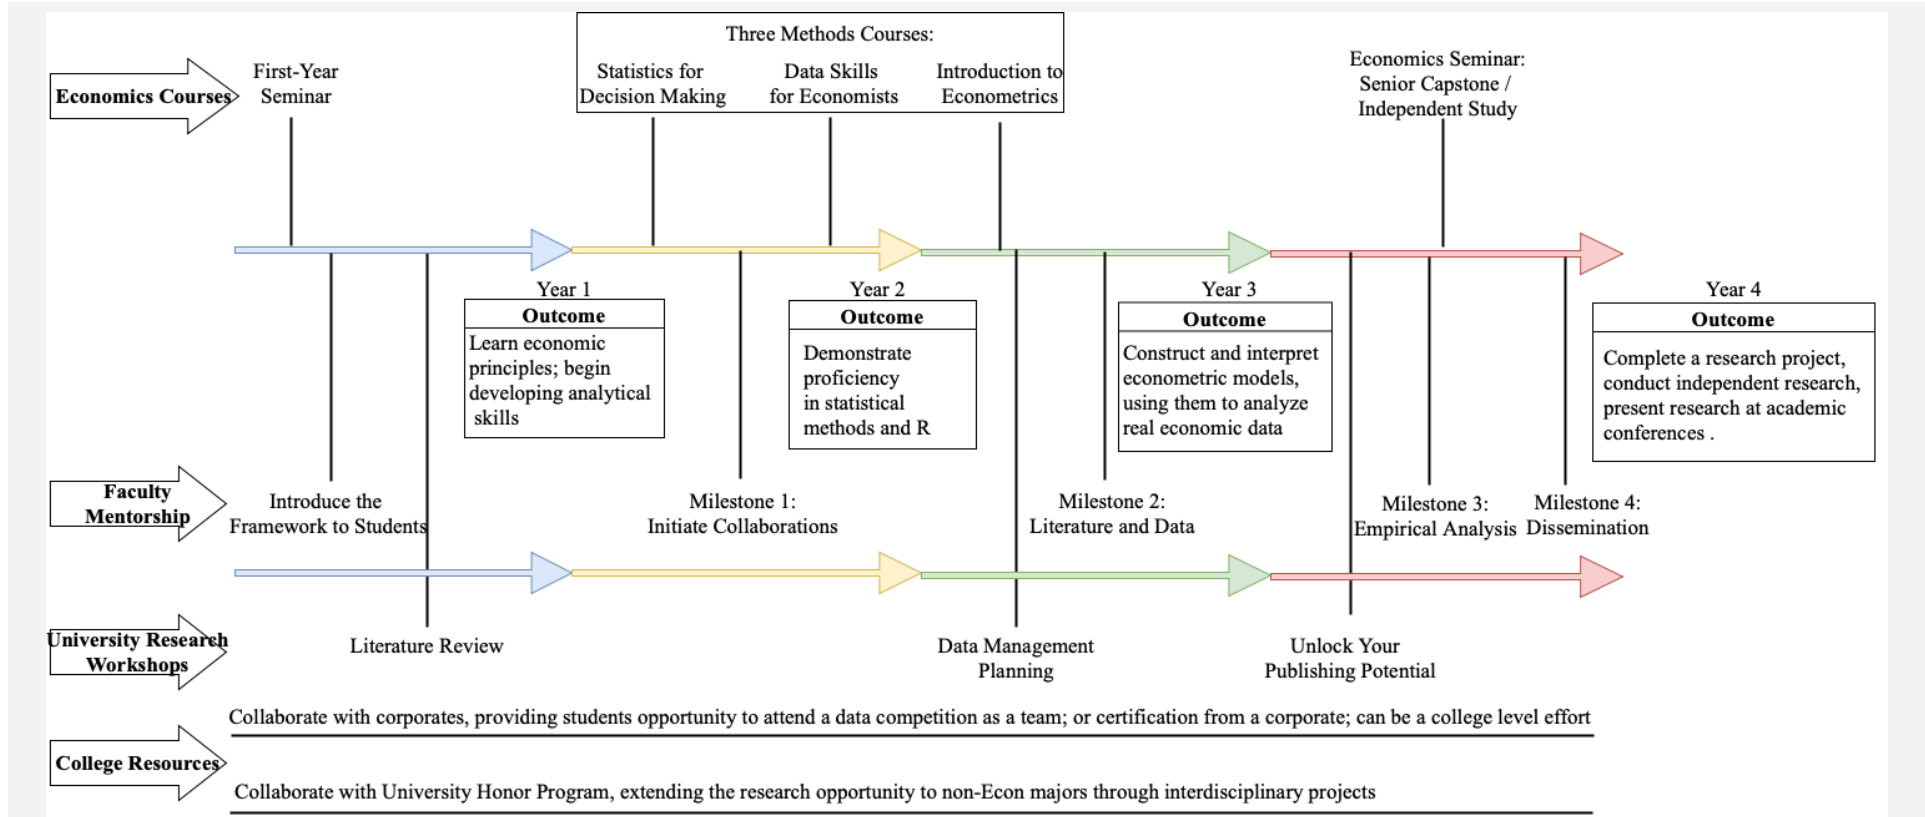 Three Methods Courses:
Economics Courses
First-Year
Seminar
Statistics for
Decision Making
Data Skills
for Economists
Introduction to
Econometrics
Economics Seminar:
Senior Capstone /
Independent Study
Year 1
Outcome
Learn economic
principles; begin
developing analytical
skills
Year 2
Outcome
Demonstrate
proficiency
in statistical
methods and R
Year 3
Outcome
Construct and interpret
econometric models,
using them to analyze
real economic data
Year 4
Outcome
Complete a research project,
conduct independent research,
present research at academic
conferences .
Faculty
Mentorship
Introduce the
Framework to Students
Milestone 1:
Initiate Collaborations
Milestone 2:
Literature and Data
Milestone 3:
Empirical Analysis
Milestone 4:
Dissemination
University Research
Workshops
Literature Review
Data Management
Planning
Unlock Your
Publishing Potential
College Resources
Collaborate with corporates, providing students opportunity to attend a data competition as a team; or certification from a corporate; can be a college level effort
Collaborate with University Honor Program, extending the research opportunity to non-Econ majors through interdisciplinary projects